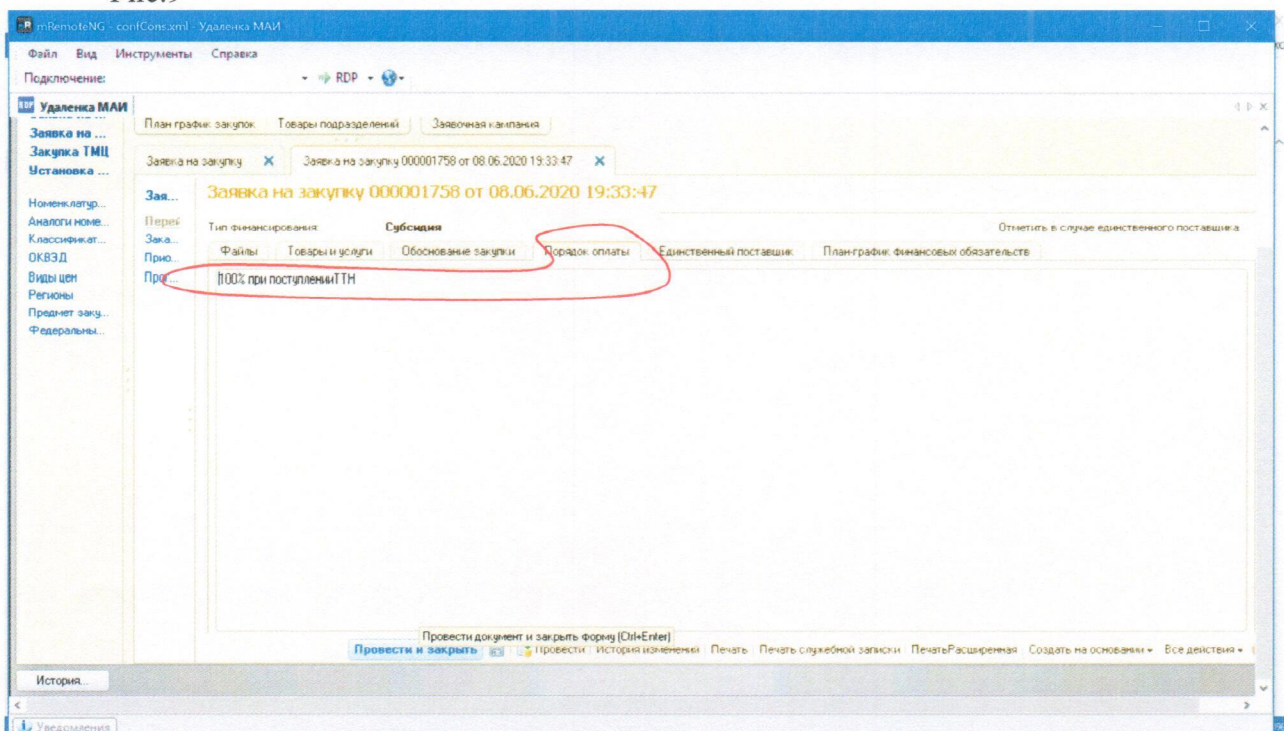 Рис.9
mRemoteNG - confCons.xml - Удаленка МАИ
Файл Вид Инструменты Справка
Подключение: RDP
Удаленка МАИ
План график закупок Товары подразделений Заявочная кампания
Заявка на ...
Закупка ТМЦ
Установка ...
Номенклатур...
Аналоги номе...
Классификат...
ОКВЭД
Виды цен
Регионы
Предмет заку...
Федеральны...
Заявка на закупку Заявка на закупку 000001758 от 08.06.2020 19:33:47
Зая...
Зака...
Прио...
Прог...
Заявка на закупку 000001758 от 08.06.2020 19:33:47
Тип финансирования: Субсидия Отметить в случае единственного поставщика:
Файлы Товары и услуги Обоснование закупки Порядок оплаты Единственный поставщик План-график финансовых обязательств
100% при поступленииТТН
Провести документ и закрыть форму (Ctrl+Enter)
Провести и закрыть Провести История изменений Печать Печать служебной записки ПечатьРасширенная Создать на основании Все действия
История...
Уведомления